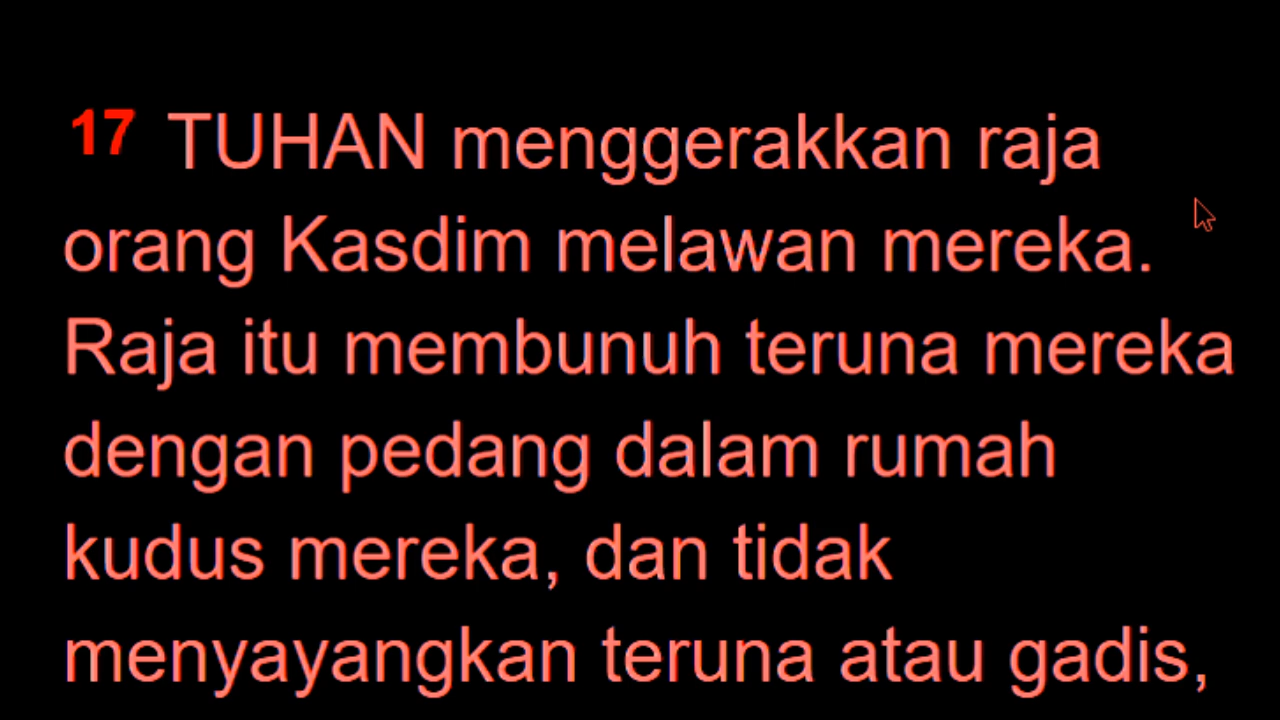 17 TUHAN menggerakkan raja
orang Kasdim melawan mereka.
Raja itu membunuh teruna mereka
dengan pedang dalam rumah
kudus mereka, dan tidak
menyayangkan teruna atau gadis,